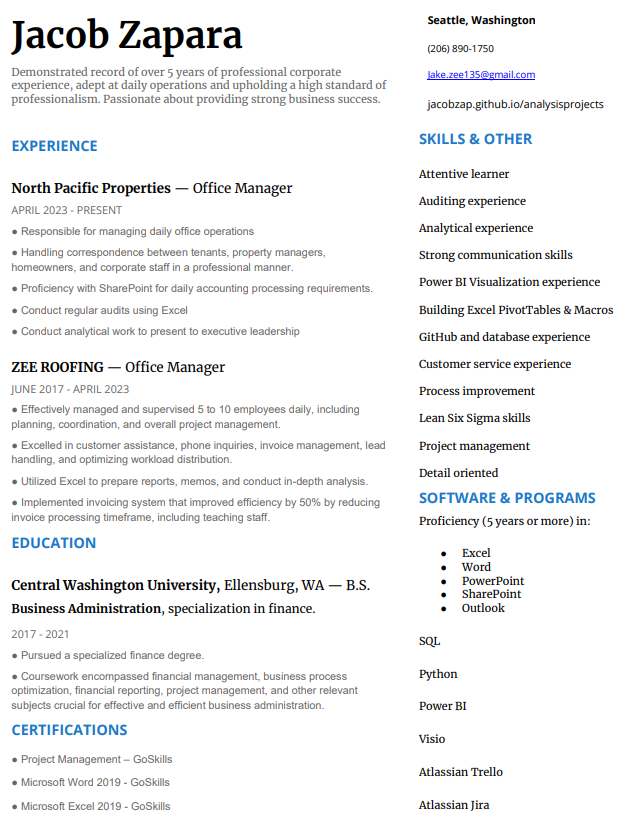 Jacob Zapara
Demonstrated record of over 5 years of professional corporate
experience, adept at daily operations and upholding a high standard of
professionalism. Passionate about providing strong business success.
EXPERIENCE
North Pacific Properties — Office Manager
APRIL 2023 - PRESENT
● Responsible for managing daily office operations
● Handling correspondence between tenants, property managers,
homeowners, and corporate staff in a professional manner.
● Proficiency with SharePoint for daily accounting processing requirements.
● Conduct regular audits using Excel
● Conduct analytical work to present to executive leadership
ZEE ROOFING — Office Manager
JUNE 2017 - APRIL 2023
● Effectively managed and supervised 5 to 10 employees daily, including
planning, coordination, and overall project management.
● Excelled in customer assistance, phone inquiries, invoice management, lead
handling, and optimizing workload distribution.
● Utilized Excel to prepare reports, memos, and conduct in-depth analysis.
● Implemented invoicing system that improved efficiency by 50% by reducing
invoice processing timeframe, including teaching staff.
EDUCATION
Central Washington University, Ellensburg, WA — B.S.
Business Administration, specialization in finance.
2017 - 2021
● Pursued a specialized finance degree.
● Coursework encompassed financial management, business process
optimization, financial reporting, project management, and other relevant
subjects crucial for effective and efficient business administration.
CERTIFICATIONS
● Project Management – GoSkills
● Microsoft Word 2019 - GoSkills
● Microsoft Excel 2019 - GoSkills
Seattle, Washington
(206) 890-1750
Jake.zee135@gmail.com
jacobzap.github.io/analysisprojects
SKILLS & OTHER
Attentive learner
Auditing experience
Analytical experience
Strong communication skills
Power BI Visualization experience
Building Excel PivotTables & Macros
GitHub and database experience
Customer service experience
Process improvement
Lean Six Sigma skills
Project management
Detail oriented
SOFTWARE & PROGRAMS
Proficiency (5 years or more) in:
● Excel
● Word
● PowerPoint
● SharePoint
● Outlook
SQL
Python
Power BI
Visio
Atlassian Trello
Atlassian Jira